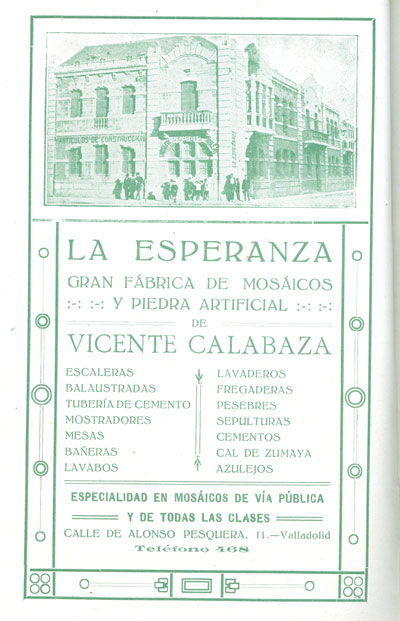 ARTICULOS DE CONSTRUCCION
LA ESPERANZA
GRAN FÁBRICA DE MOSÁICOS
:-: :-: Y PIEDRA ARTIFICIAL :-: :-:
DE
VICENTE CALABAZA
ESCALERAS
BALAUSTRADAS
TUBERÍA DE CEMENTO
MOSTRADORES
MESAS
BAÑERAS
LAVABOS
LAVADEROS
FREGADERAS
PESEBRES
SEPULTURAS
CEMENTOS
CAL DE ZUMAYA
AZULEJOS
ESPECIALIDAD EN MOSÁICOS DE VÍA PÚBLICA
Y DE TODAS LAS CLASES
CALLE DE ALONSO PESQUERA, 11.—Valladolid
Teléfono 468